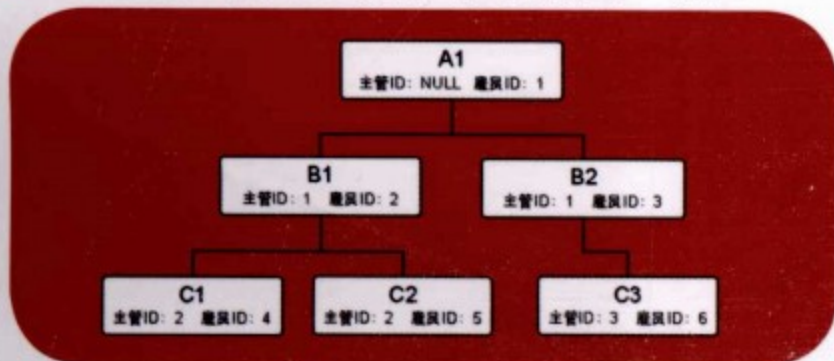 A1
主管ID: NULL 雇员ID: 1
B1
主管ID: 1 雇员ID: 2
B2
主管ID: 1 雇员ID: 3
C1
主管ID: 2 雇员ID: 4
C2
主管ID: 2 雇员ID: 5
C3
主管ID: 3 雇员ID: 6